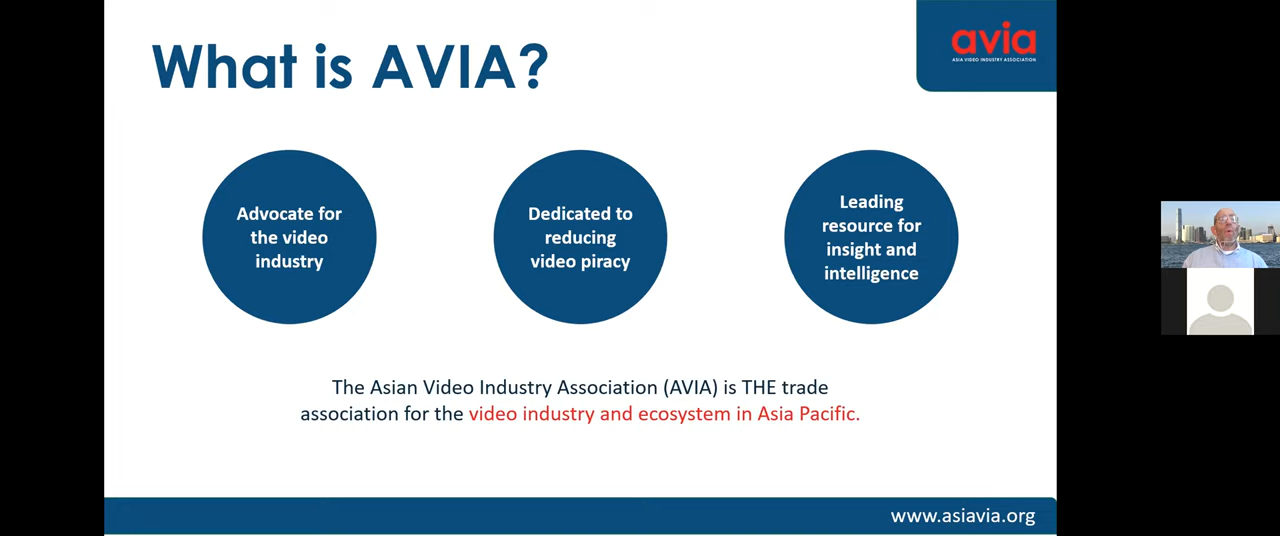 What is AVIA?
avia
ASIA VIDEO INDUSTRY ASSOCIATION
Advocate for
the video
industry
Dedicated to
reducing
video piracy
Leading
resource for
insight and
intelligence
The Asian Video Industry Association (AVIA) is THE trade
association for the video industry and ecosystem in Asia Pacific.
www.asiavia.org